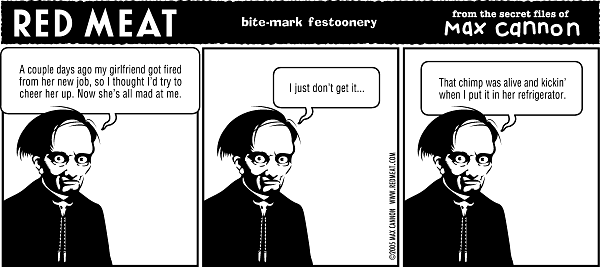 RED MEAT
bite-mark festoonery
from the secret files of
max cannon
A couple days ago my girlfriend got fired
from her new job, so I thought I'd try to
cheer her up. Now she's all mad at me.
I just don't get it...
©2005 MAX CANNON WWW.REDMEAT.COM
That chimp was alive and kickin'
when I put it in her refrigerator.